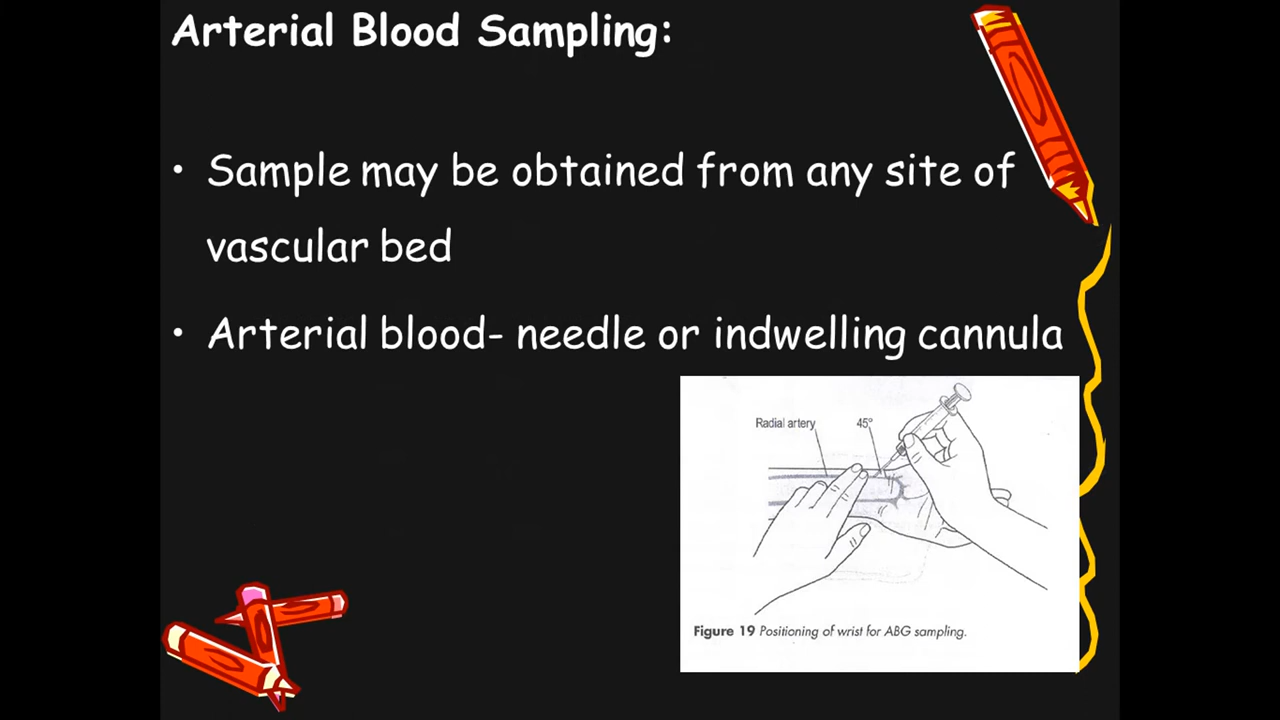 Arterial Blood Sampling:
• Sample may be obtained from any site of
vascular bed
• Arterial blood- needle or indwelling cannula
Radial artery 45°
Figure 19 Positioning of wrist for ABG sampling.